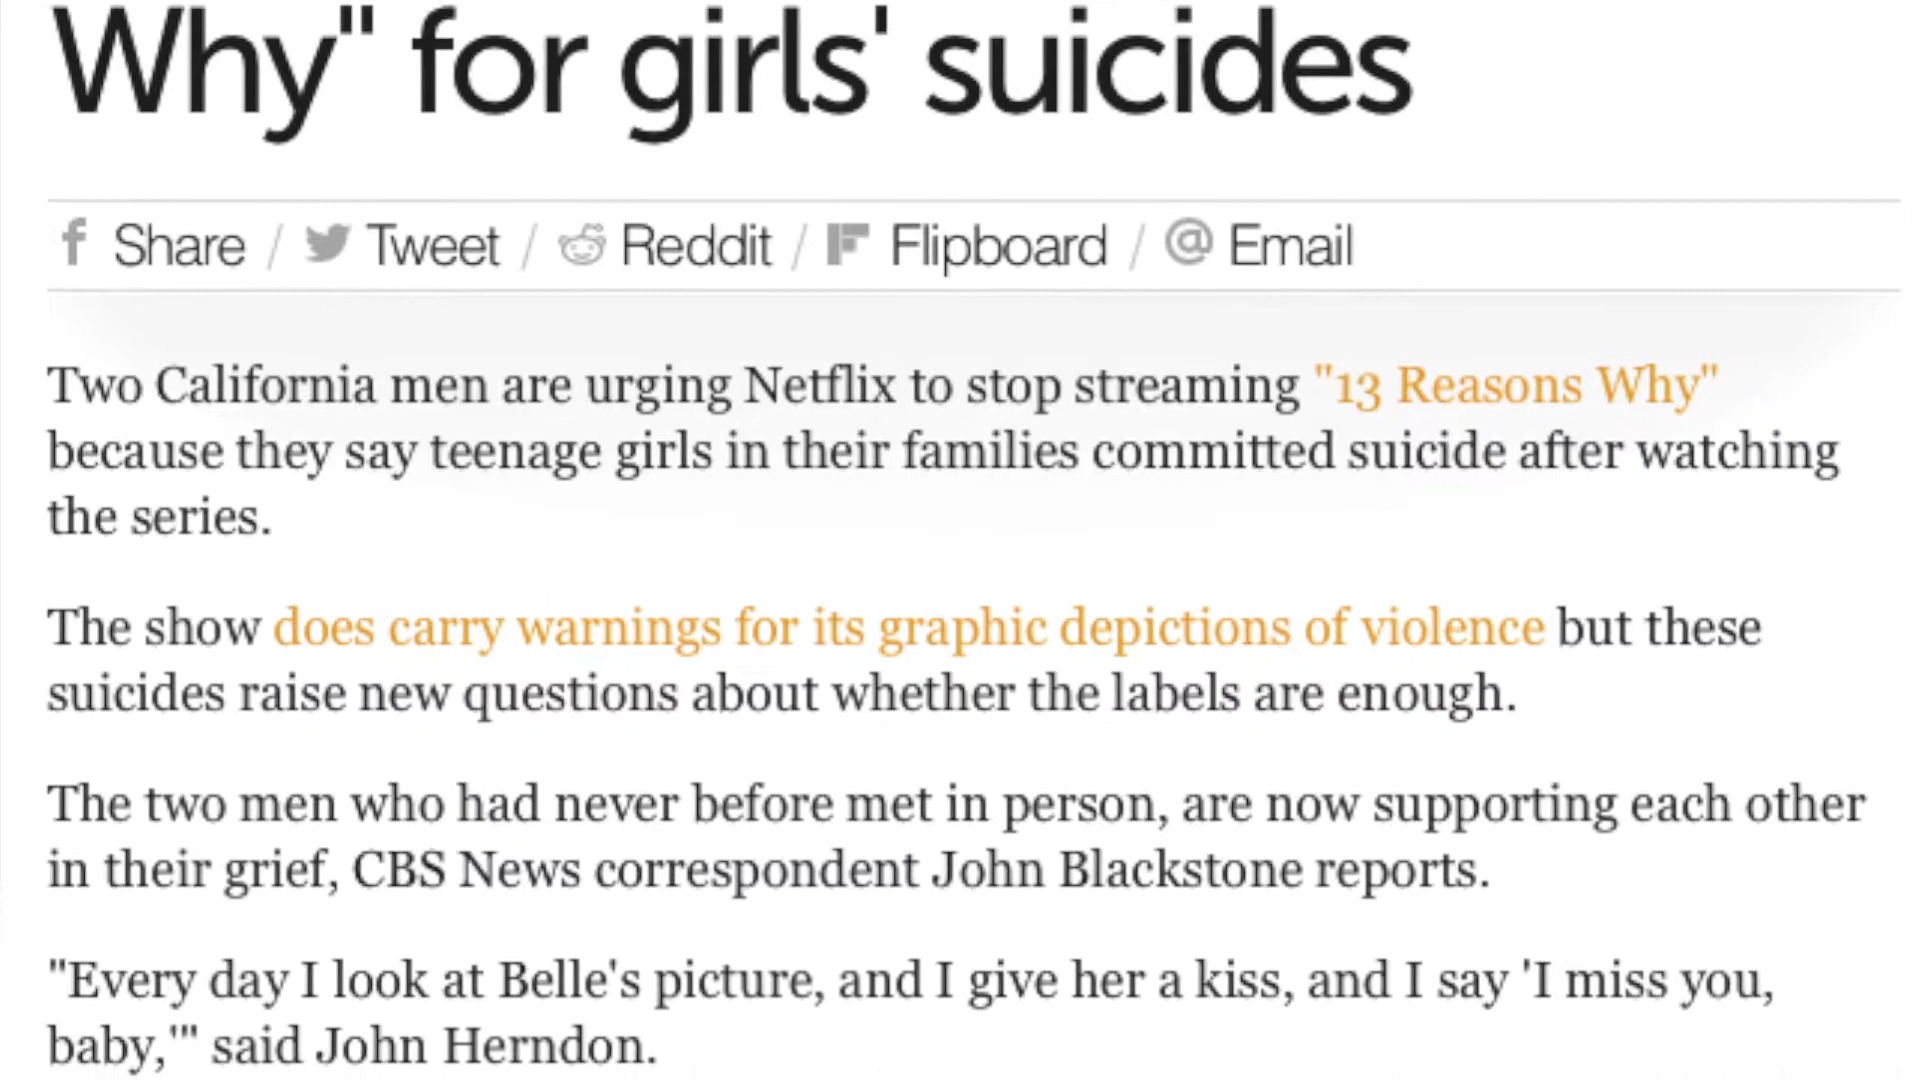 Why" for girls' suicides
Share / Tweet / Reddit / Flipboard / @ Email
Two California men are urging Netflix to stop streaming "13 Reasons Why"
because they say teenage girls in their families committed suicide after watching
the series.
The show does carry warnings for its graphic depictions of violence but these
suicides raise new questions about whether the labels are enough.
The two men who had never before met in person, are now supporting each other
in their grief, CBS News correspondent John Blackstone reports.
"Every day I look at Belle's picture, and I give her a kiss, and I say 'I miss you,
baby,'" said John Herndon.